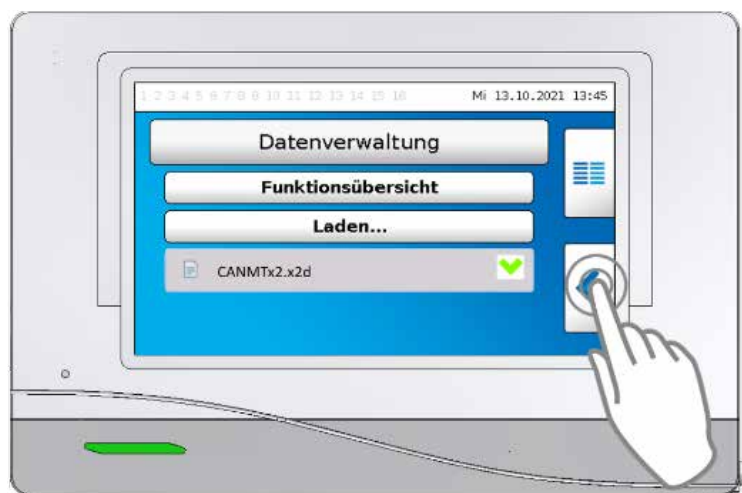 1 2 3 4 5 6 7 8 9 10 11 12 13 14 15 16 Mi 13.10.2021 13:45
Datenverwaltung
Funktionsübersicht
Laden...
CANMTx2.x2d